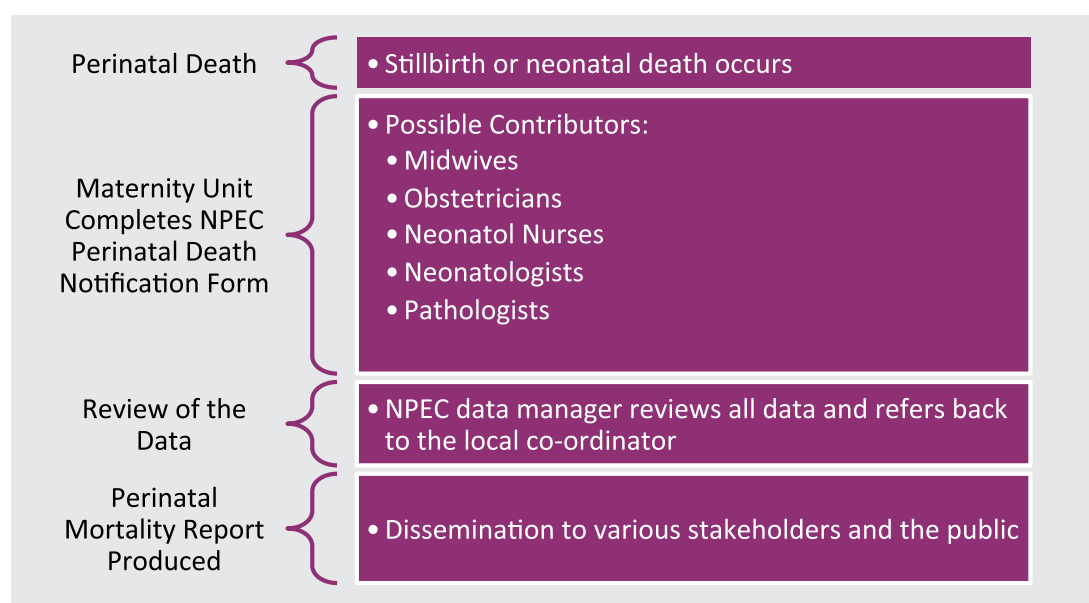 Perinatal Death
• Stillbirth or neonatal death occurs
Maternity Unit
Completes NPEC
Perinatal Death
Notification Form
• Possible Contributors:
• Midwives
• Obstetricians
• Neonatol Nurses
• Neonatologists
• Pathologists
Review of the
Data
• NPEC data manager reviews all data and refers back
to the local co-ordinator
Perinatal
Mortality Report
Produced
• Dissemination to various stakeholders and the public